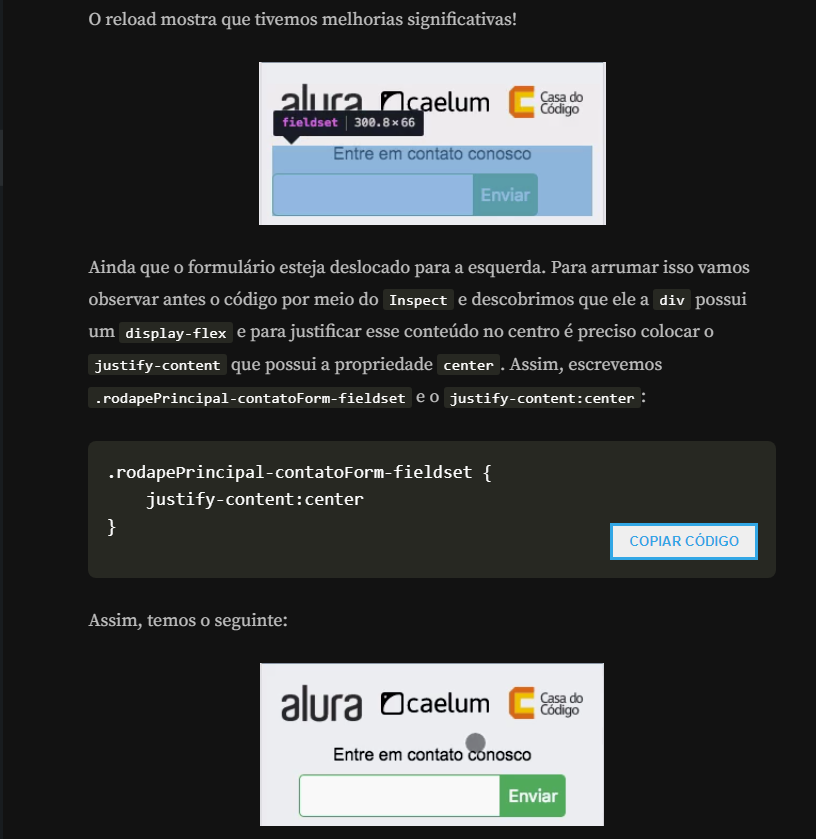 O reload mostra que tivemos melhorias significativas!
alura caelum Casa do
Código
fieldset | 300.8×66
Entre em contato conosco
Enviar
Ainda que o formulário esteja deslocado para a esquerda. Para arrumar isso vamos
observar antes o código por meio do Inspect e descobrimos que ele a div possui
um display-flex e para justificar esse conteúdo no centro é preciso colocar o
justify-content que possui a propriedade center. Assim, escrevemos
.rodapePrincipal-contatoForm-fieldset e o justify-content:center:
.rodapePrincipal-contatoForm-fieldset {
justify-content:center
}
COPIAR CÓDIGO
Assim, temos o seguinte:
alura caelum Casa do
Código
Entre em contato conosco
Enviar